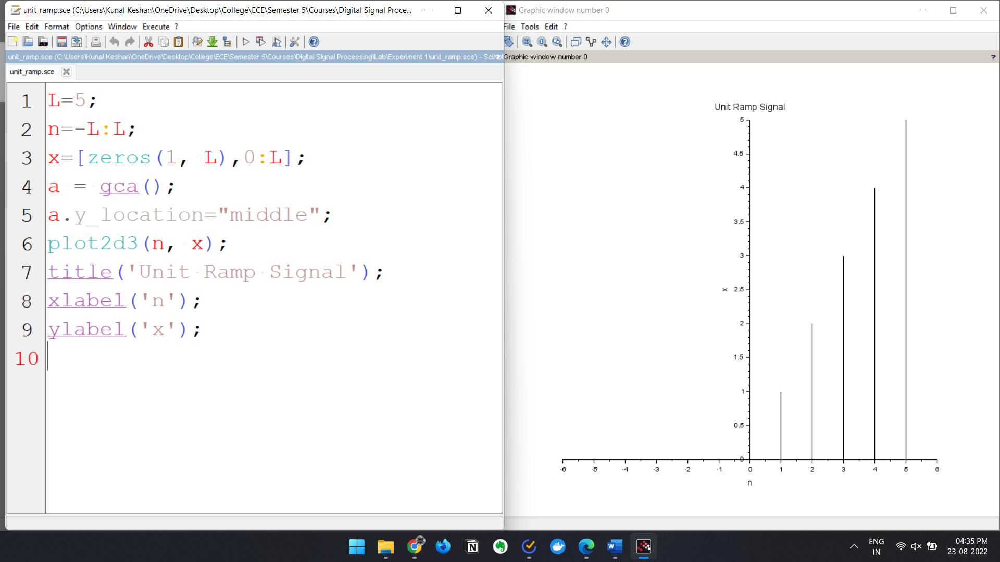 unit_ramp.sce (C:\Users\Kunal Keshan\OneDrive\Desktop\College\ECE\Semester 5\Courses\Digital Signal Proce...
File Edit Format Options Window Execute ?
unit_ramp.sce (C:\Users\Kunal Keshan\OneDrive\Desktop\College\ECE\Semester 5\Courses\Digital Signal Processing\Lab\Experiment 1\unit_ramp.sce) - SciNot
unit_ramp.sce
1 L=5;
2 n=-L:L;
3 x=[zeros(1, L),0:L];
4 a = gca();
5 a.y_location="middle";
6 plot2d3(n, x);
7 title('Unit Ramp Signal');
8 xlabel('n');
9 ylabel('x');
10
Graphic window number 0
File Tools Edit ?
Graphic window number 0 ?
Unit Ramp Signal
5
4.5
4
3.5
3
x 2.5
2
1.5
1
0.5
0
-6 -5 -4 -3 -2 -1 0 1 2 3 4 5 6
n
ENG
IN
04:35 PM
23-08-2022